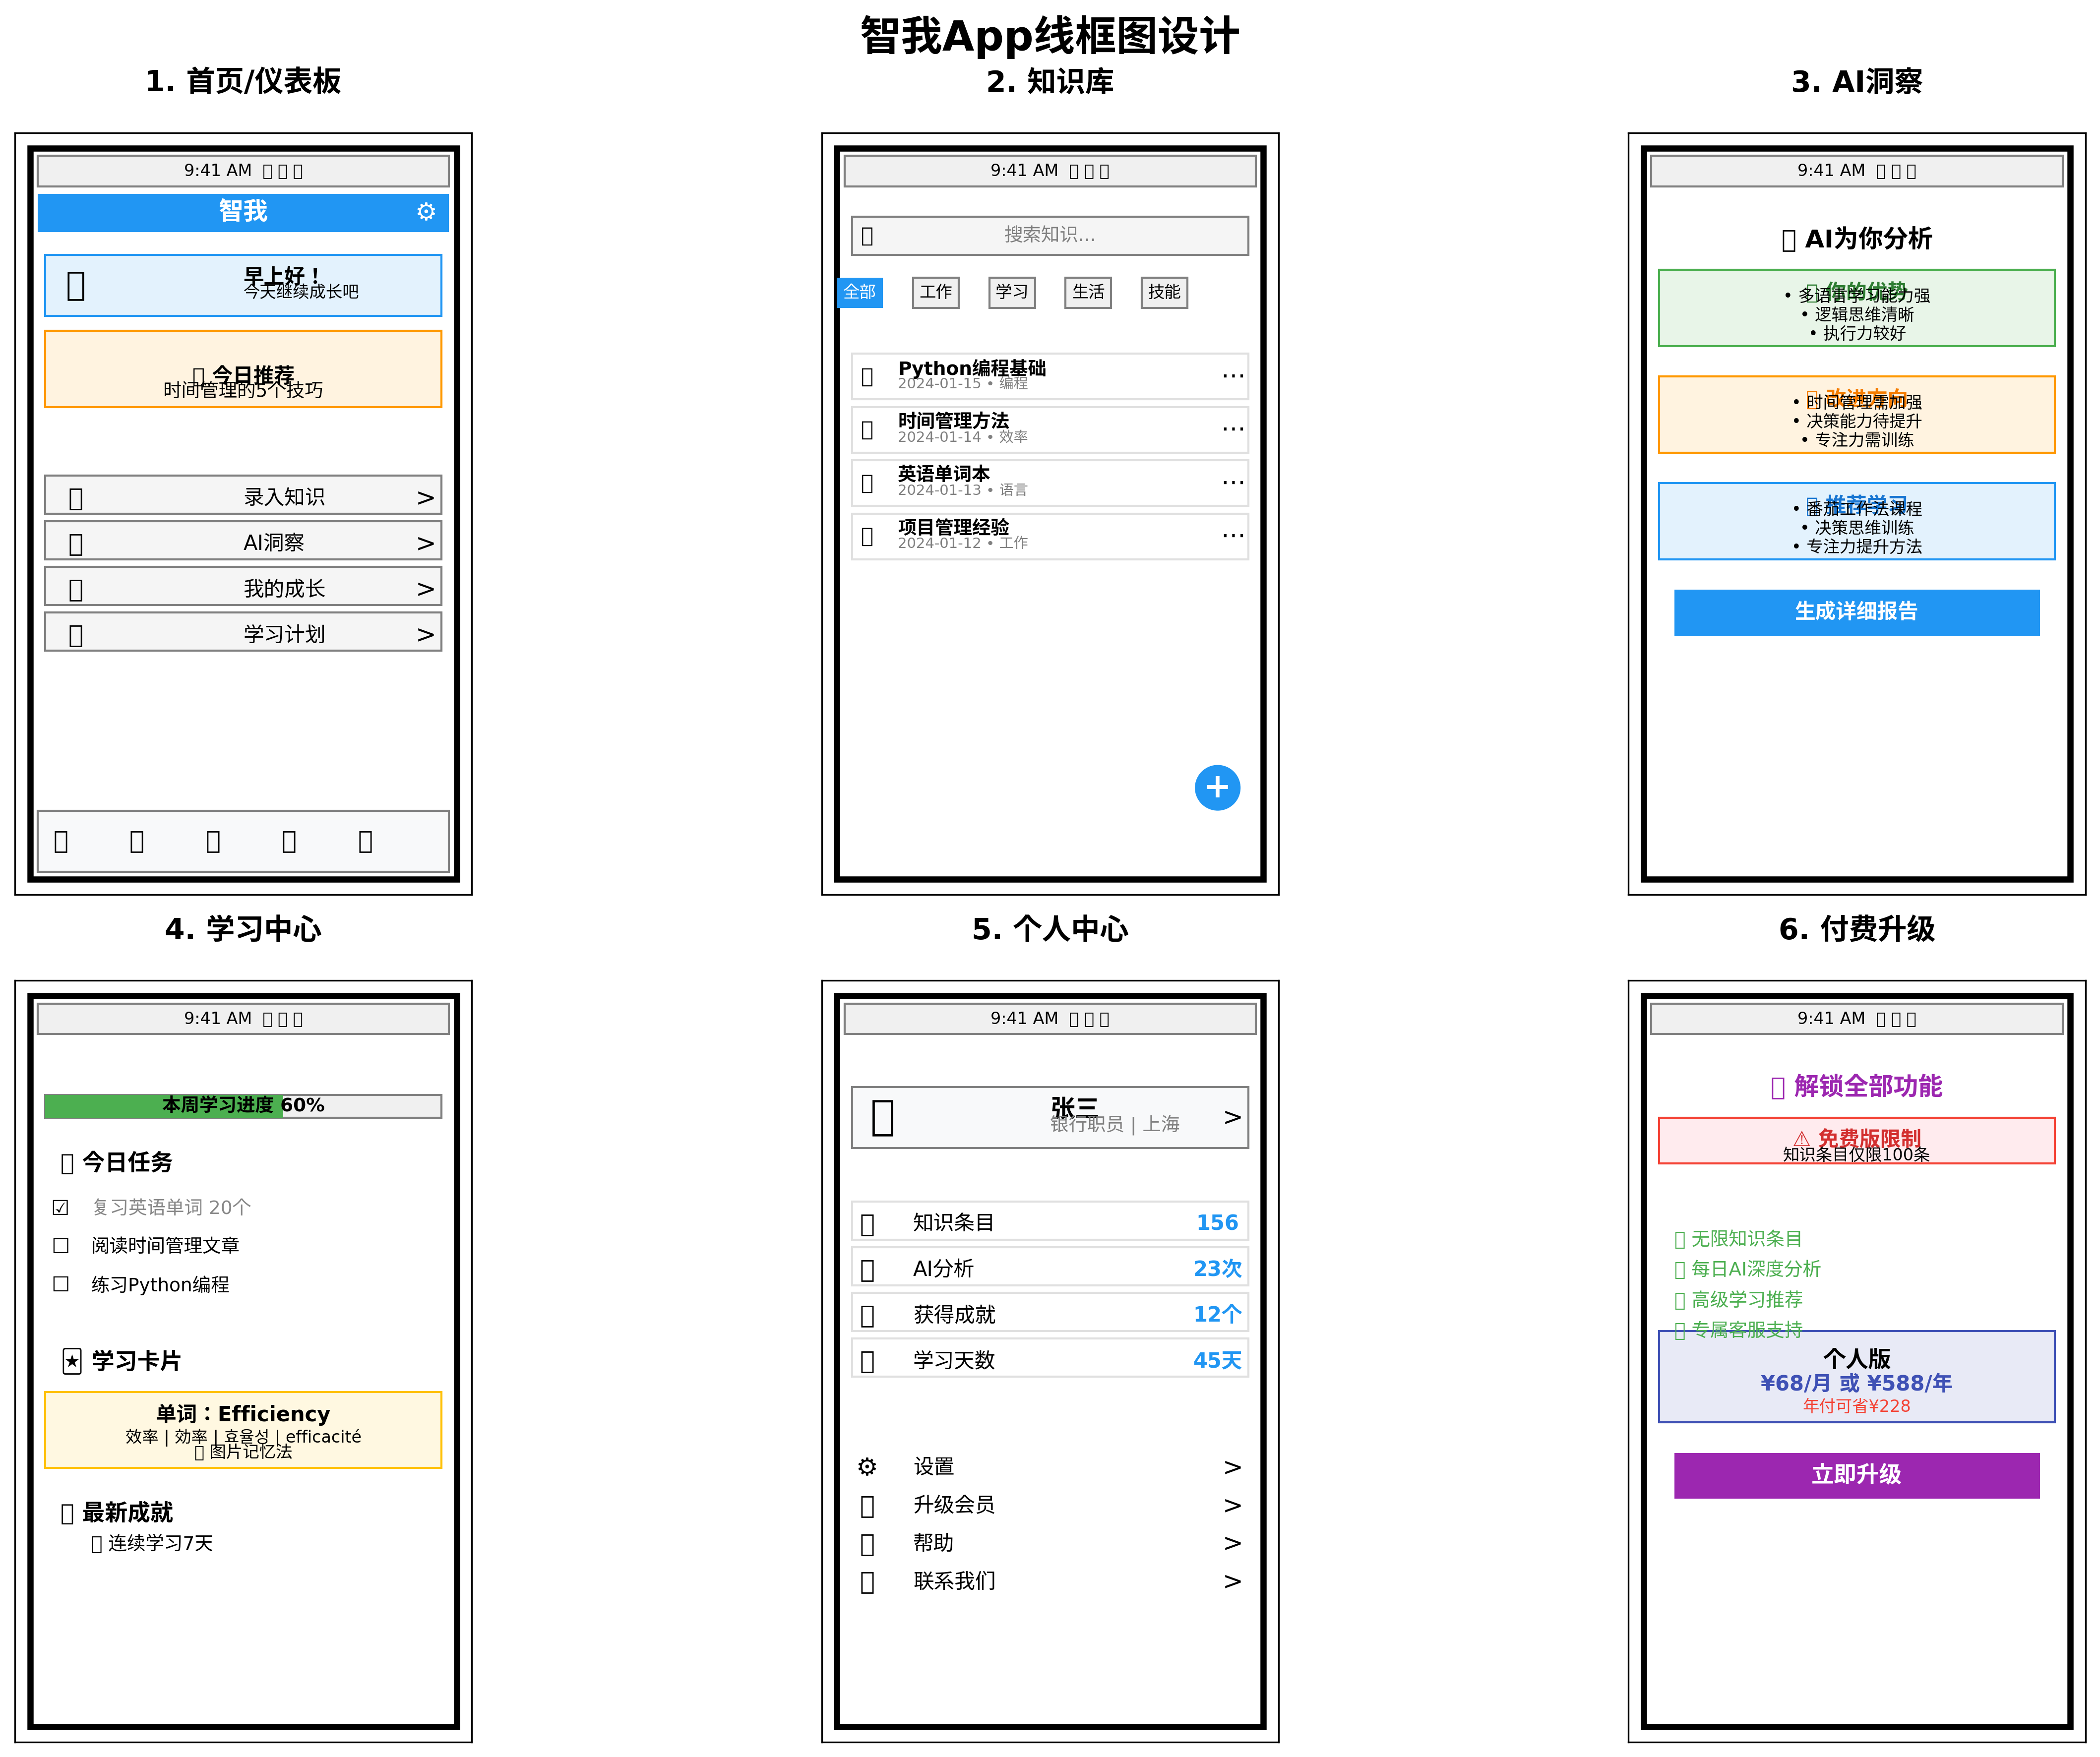 智我App线框图设计
1. 首页/仪表板
9:41 AM
智我 ⚙
早上好！
今天继续成长吧
今日推荐
时间管理的5个技巧
录入知识 >
AI洞察 >
我的成长 >
学习计划 >
2. 知识库
9:41 AM
搜索知识...
全部 工作 学习 生活 技能
Python编程基础 ...
2024-01-15 • 编程
时间管理方法 ...
2024-01-14 • 效率
英语单词本 ...
2024-01-13 • 语言
项目管理经验 ...
2024-01-12 • 工作
+
3. AI洞察
9:41 AM
AI为你分析
你的优势
• 多语言学习能力强
• 逻辑思维清晰
• 执行力较好
改进方向
• 时间管理需加强
• 决策能力待提升
• 专注力需训练
推荐学习
• 番茄工作法课程
• 决策思维训练
• 专注力提升方法
生成详细报告
4. 学习中心
9:41 AM
本周学习进度 60%
今日任务
☑ 复习英语单词 20个
☐ 阅读时间管理文章
☐ 练习Python编程
🃏 学习卡片
单词：Efficiency
效率 | 効率 | 효율성 | efficacité
图片记忆法
最新成就
连续学习7天
5. 个人中心
9:41 AM
张三
银行职员 | 上海 >
知识条目 156
AI分析 23次
获得成就 12个
学习天数 45天
⚙ 设置 >
升级会员 >
帮助 >
联系我们 >
6. 付费升级
9:41 AM
解锁全部功能
⚠ 免费版限制
知识条目仅限100条
无限知识条目
每日AI深度分析
高级学习推荐
专属客服支持
个人版
¥68/月 或 ¥588/年
年付可省¥228
立即升级